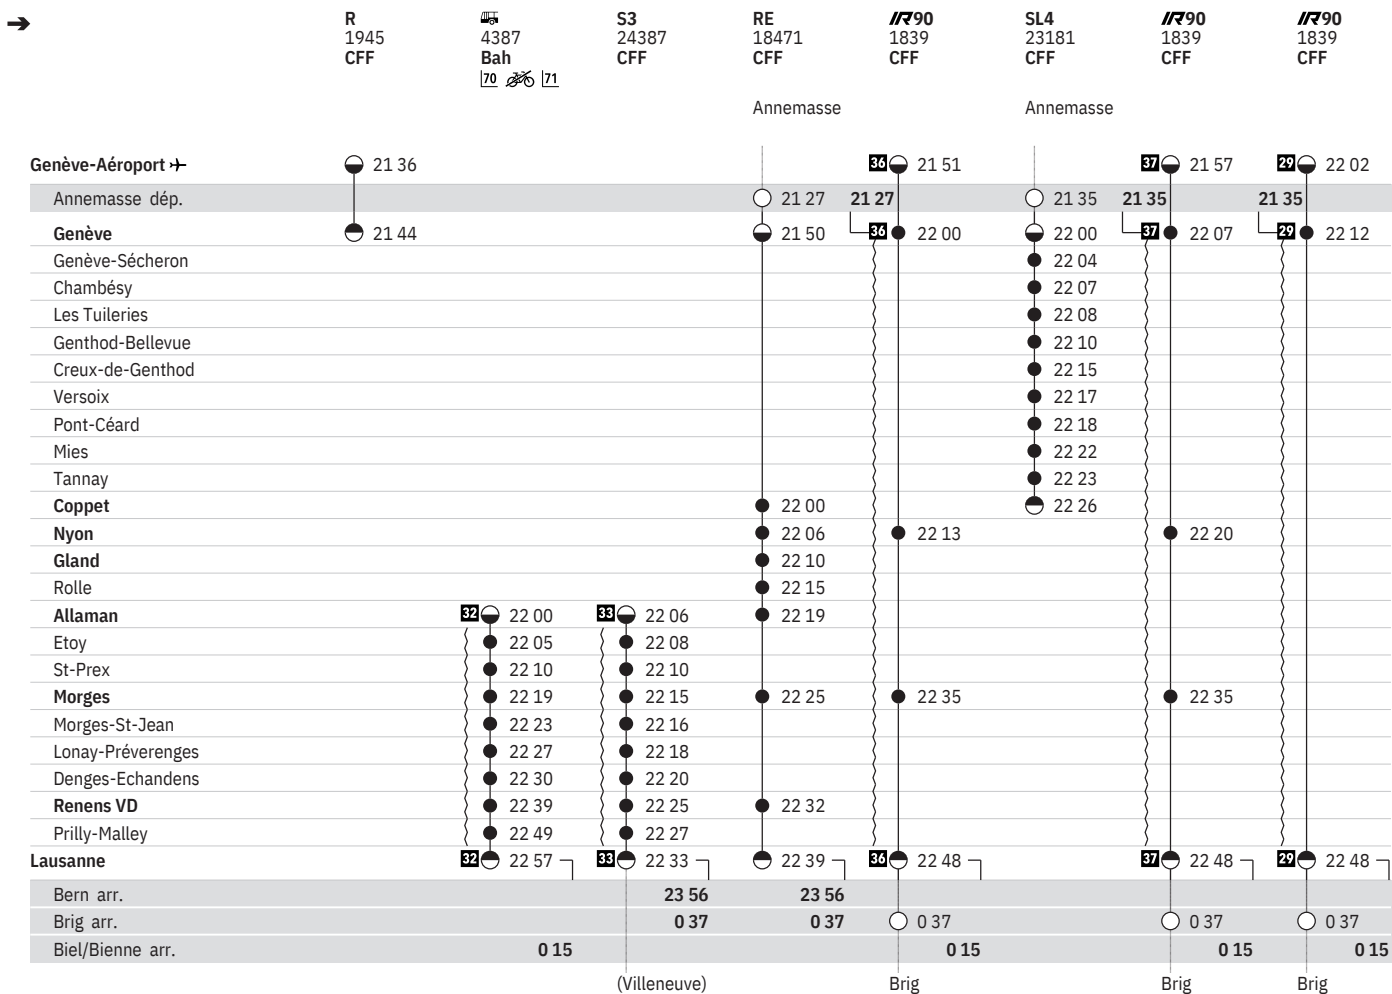 ➔ R S3 RE IR90 SL4 IR90 IR90
1945 4387 24387 18471 1839 23181 1839 1839
CFF Bah CFF CFF CFF CFF CFF CFF
70 71
Annemasse Annemasse
Genève-Aéroport 21 36 36 21 51 37 21 57 29 22 02
Annemasse dép. 21 27 21 27 21 35 21 35 21 35
Genève 21 44 21 50 36 22 00 22 00 37 22 07 29 22 12
Genève-Sécheron 22 04
Chambésy 22 07
Les Tuileries 22 08
Genthod-Bellevue 22 10
Creux-de-Genthod 22 15
Versoix 22 17
Pont-Céard 22 18
Mies 22 22
Tannay 22 23
Coppet 22 00 22 26
Nyon 22 06 22 13 22 20
Gland 22 10
Rolle 22 15
Allaman 32 22 00 33 22 06 22 19
Etoy 22 05 22 08
St-Prex 22 10 22 10
Morges 22 19 22 15 22 25 22 35 22 35
Morges-St-Jean 22 23 22 16
Lonay-Préverenges 22 27 22 18
Denges-Echandens 22 30 22 20
Renens VD 22 39 22 25 22 32
Prilly-Malley 22 49 22 27
Lausanne 32 22 57 33 22 33 22 39 36 22 48 37 22 48 29 22 48
Bern arr. 23 56 23 56
Brig arr. 0 37 0 37 0 37 0 37 0 37
Biel/Bienne arr. 0 15 0 15 0 15 0 15
(Villeneuve) Brig Brig Brig